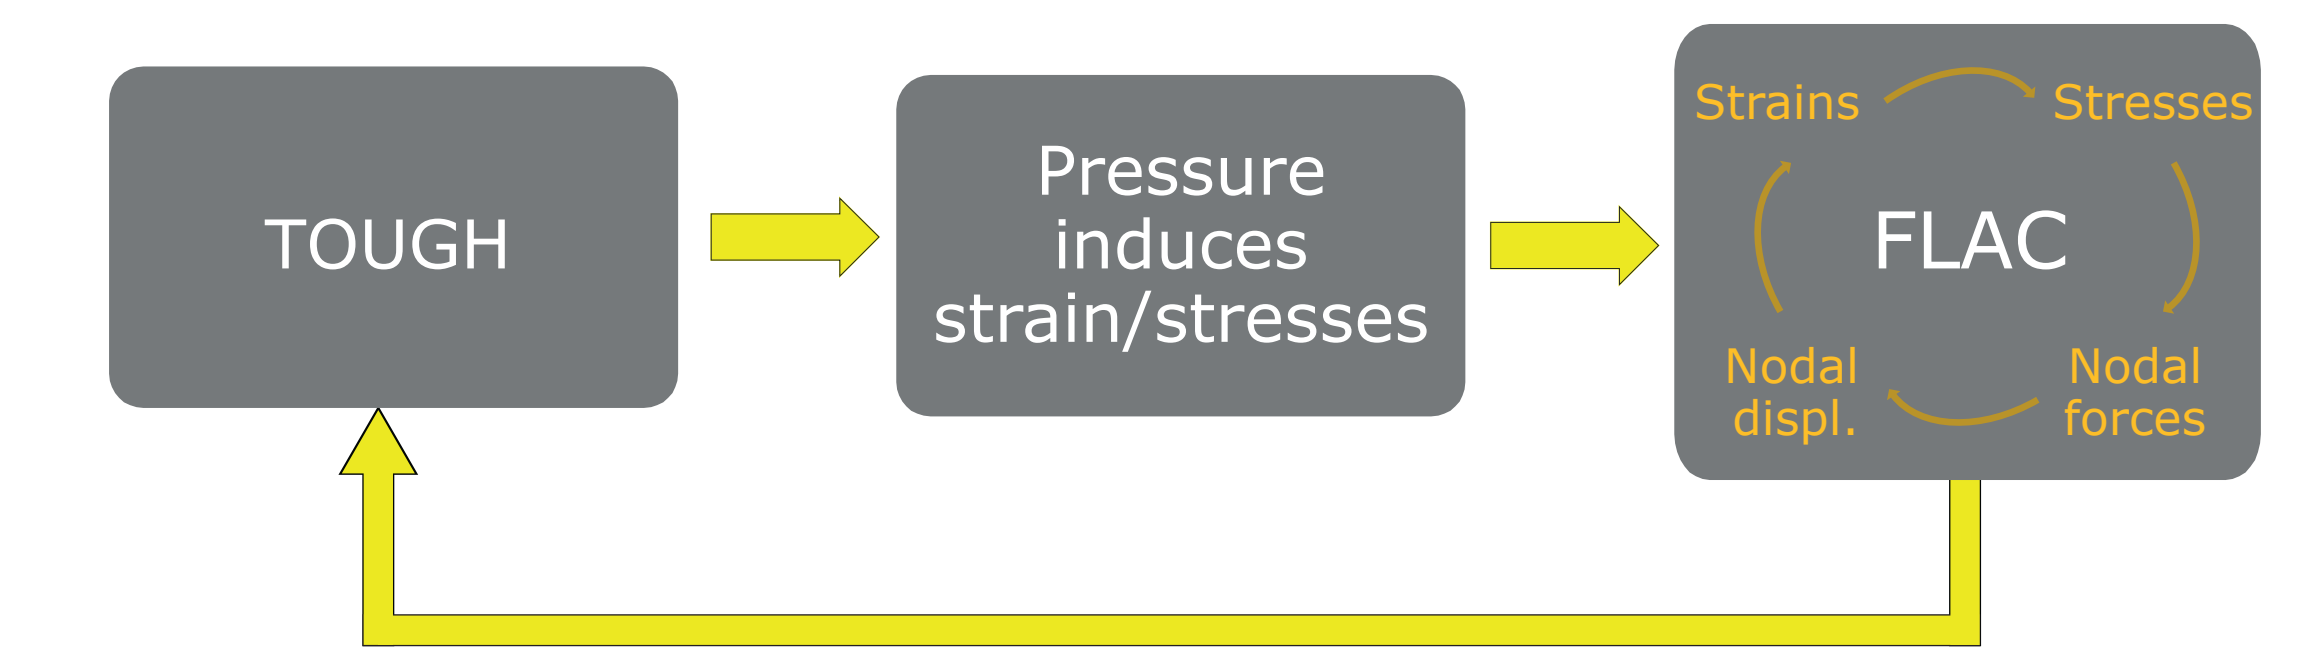 TOUGH
Pressure
induces
strain/stresses
Strains
Stresses
FLAC
Nodal
displ.
Nodal
forces